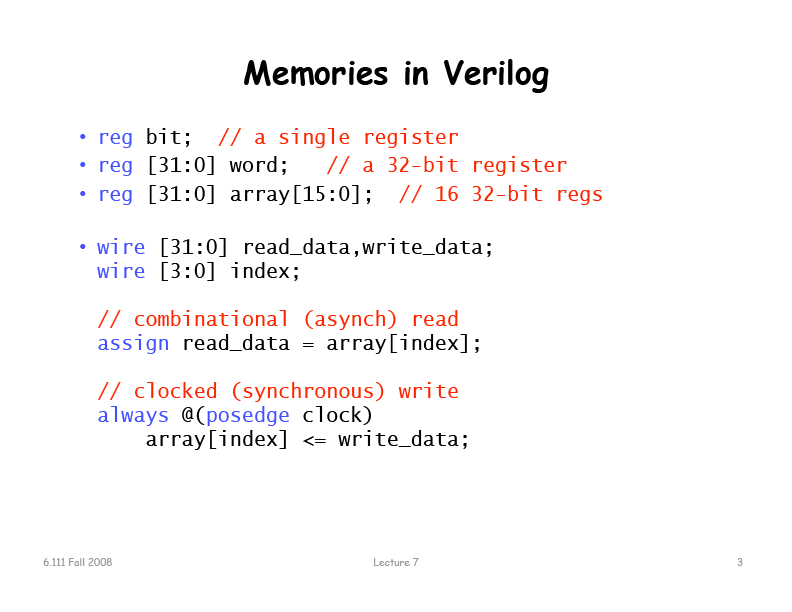 Memories in Verilog
• reg bit;  // a single register
• reg [31:0] word;   // a 32-bit register
• reg [31:0] array[15:0];  // 16 32-bit regs
• wire [31:0] read_data,write_data;
wire [3:0] index;
// combinational (asynch) read
assign read_data = array[index];
// clocked (synchronous) write
always @(posedge clock)
    array[index] <= write_data;
6.111 Fall 2008
Lecture 7
3